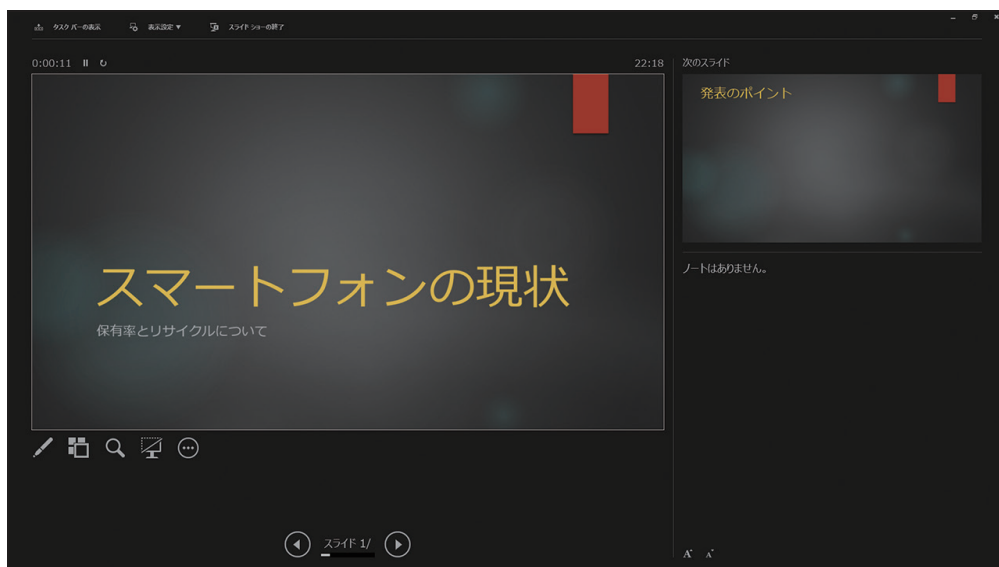 タスク バーの表示 表示設定 ▼ スライド ショーの終了
0:00:11 22:18
スマートフォンの現状
保有率とリサイクルについて
スライド 1/
次のスライド
発表のポイント
ノートはありません。
A A